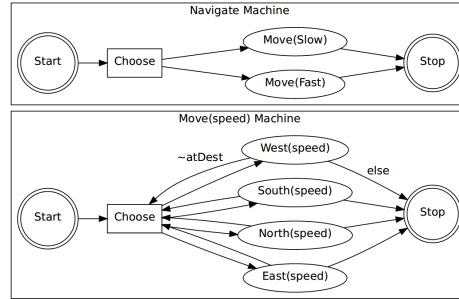 Navigate Machine
Start
Choose
Move(Slow)
Move(Fast)
Stop
Move(speed) Machine
~atDest
West(speed)
else
South(speed)
Start
Choose
Stop
North(speed)
East(speed)